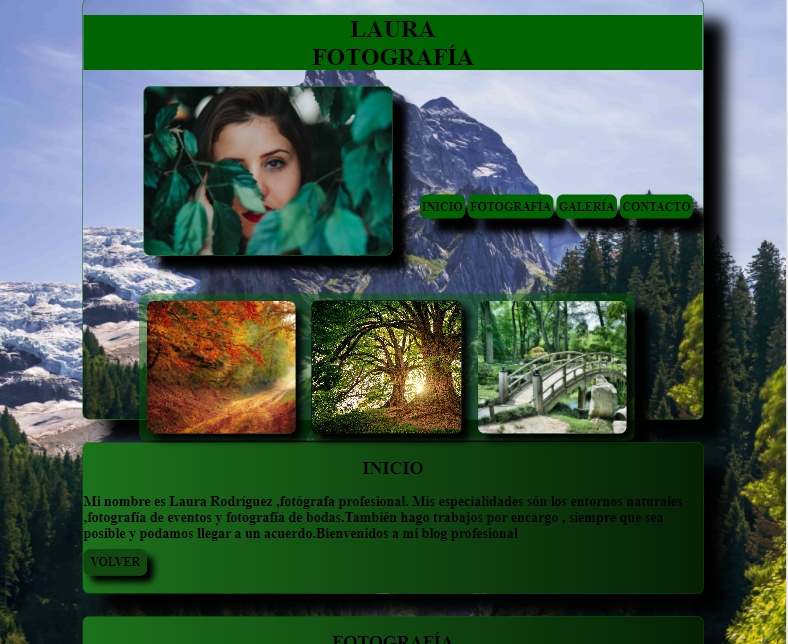 LAURA
FOTOGRAFÍA
INICIO FOTOGRAFÍA GALERÍA CONTACTO
INICIO
Mi nombre es Laura Rodríguez ,fotógrafa profesional. Mis especialidades són los entornos naturales
,fotografía de eventos y fotografía de bodas.También hago trabajos por encargo , siempre que sea
posible y podamos llegar a un acuerdo.Bienvenidos a mi blog profesional
VOLVER
FOTOGRAFÍA